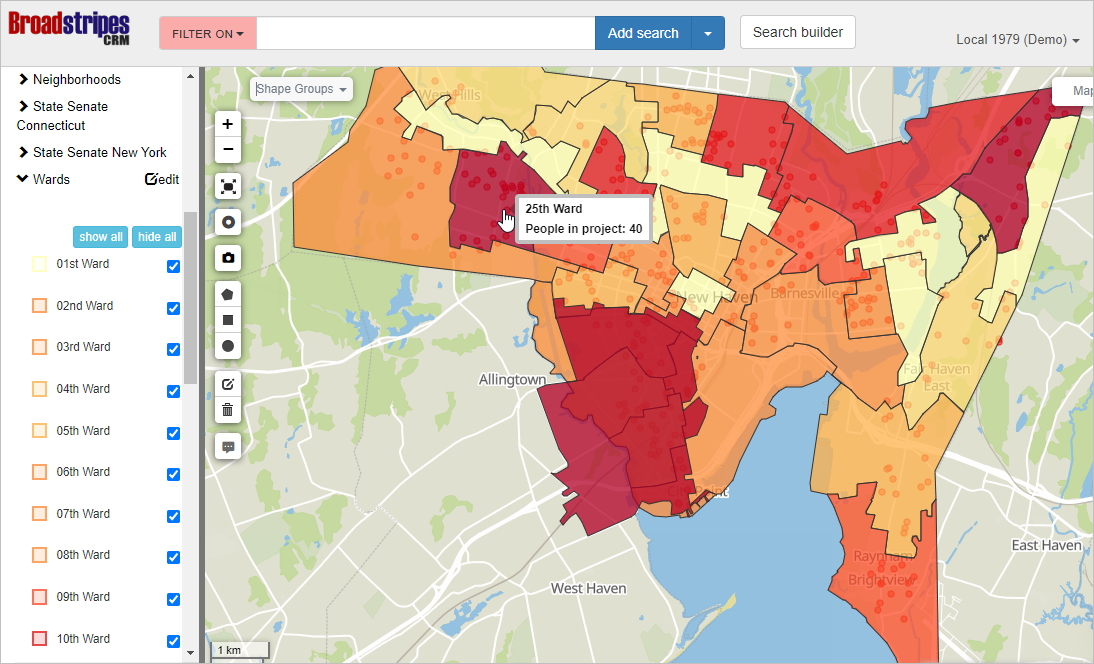 Broadstripes
CRM
FILTER ON
Add search
Search builder
Local 1979 (Demo)
Neighborhoods
State Senate
Connecticut
State Senate New York
Wards
edit
show all
hide all
01st Ward
02nd Ward
03rd Ward
04th Ward
05th Ward
06th Ward
07th Ward
08th Ward
09th Ward
10th Ward
Shape Groups
Map
+
−
West Hills
25th Ward
People in project: 40
New Haven
Barnesville
Allingtown
Fair Haven
East
City Point
East Haven
Raynham
Brightview
West Haven
1 km